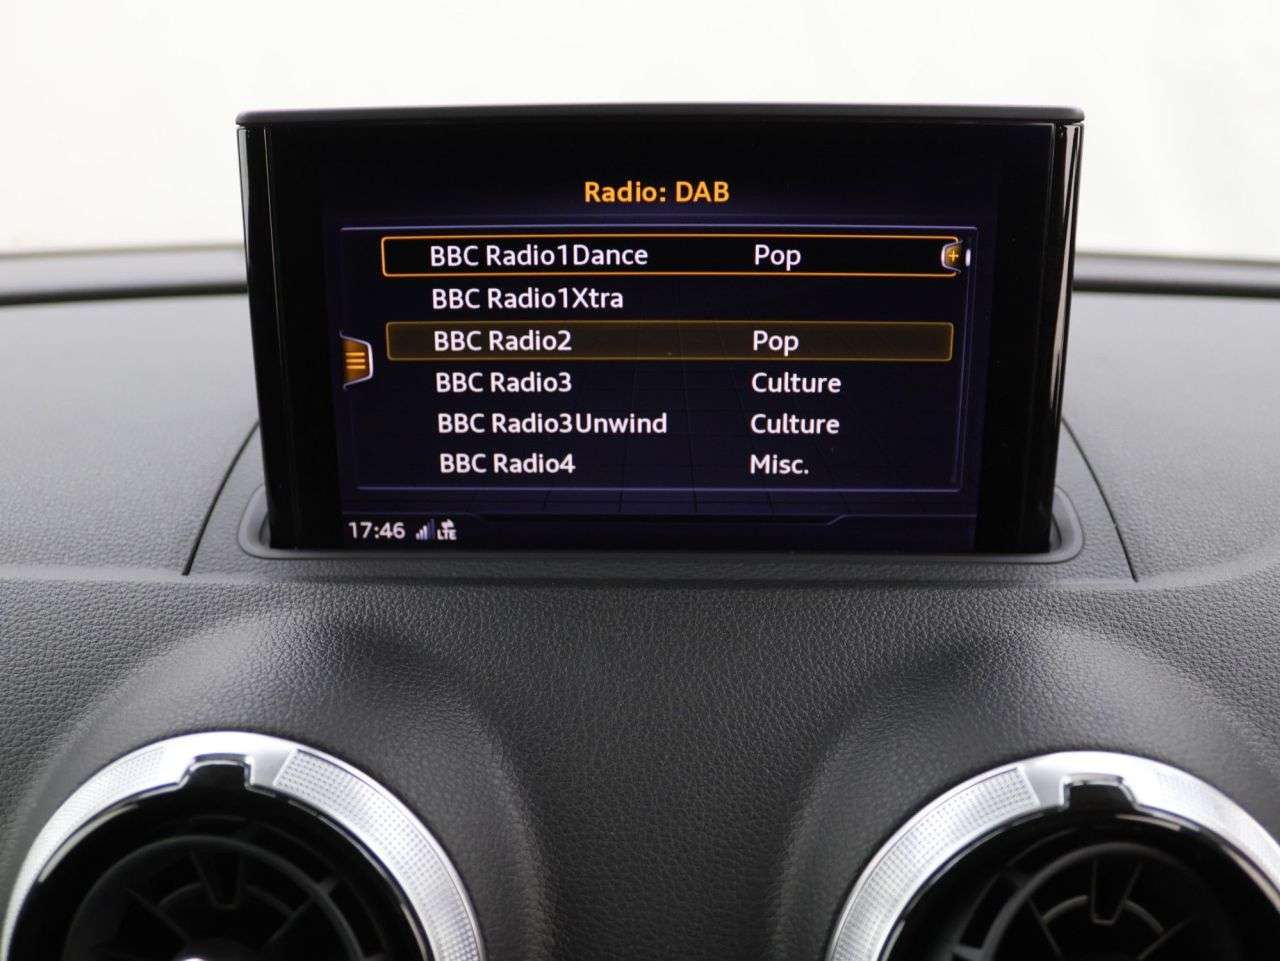 Radio: DAB
BBC Radio1Dance Pop
BBC Radio1Xtra
BBC Radio2 Pop
BBC Radio3 Culture
BBC Radio3Unwind Culture
BBC Radio4 Misc.
17:46 LTE